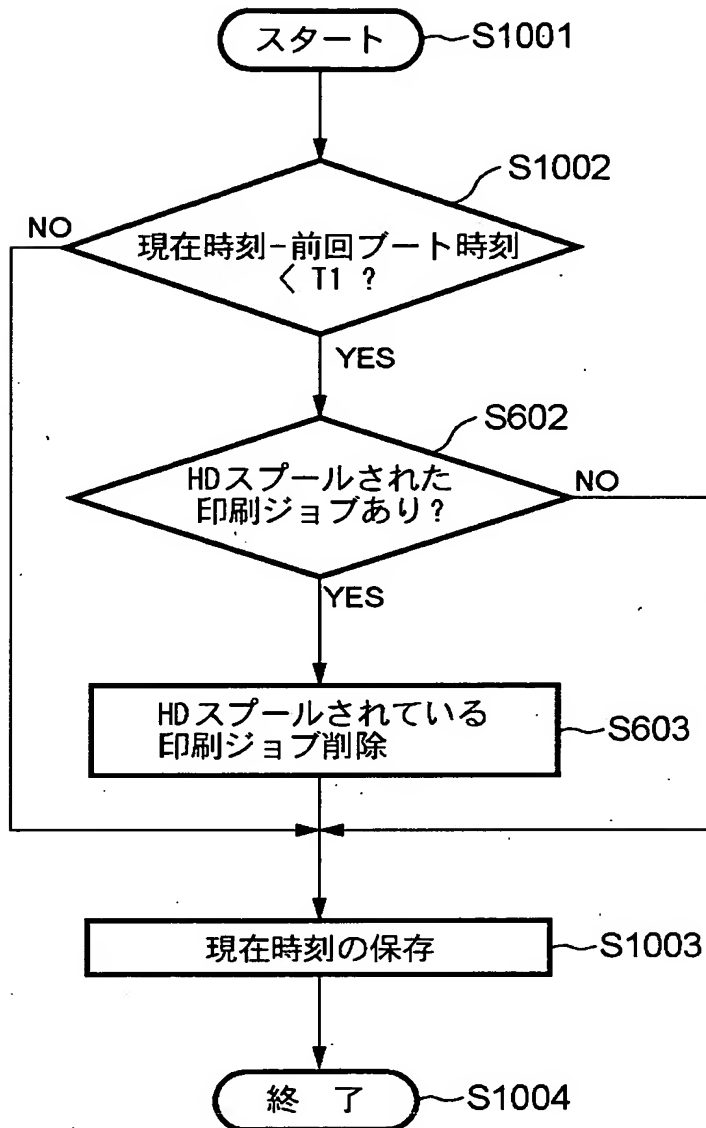 スタート
S1001
S1002
NO
現在時刻-前回ブート時刻
< T1 ?
YES
S602
HDスプールされた
印刷ジョブあり?
NO
YES
HDスプールされている
印刷ジョブ削除
S603
現在時刻の保存
S1003
終 了
S1004